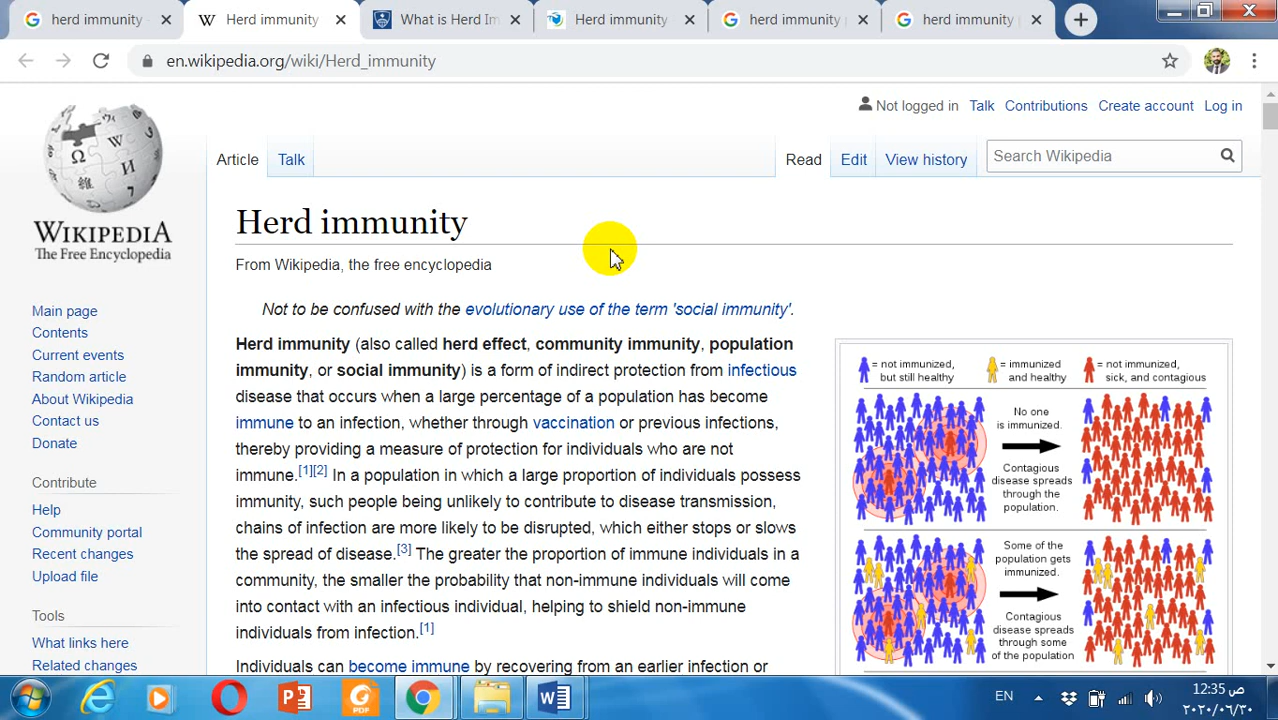 herd immunity
Herd immunity
What is Herd Im
Herd immunity
herd immunity
herd immunity
en.wikipedia.org/wiki/Herd_immunity
Not logged in Talk Contributions Create account Log in
Article Talk Read Edit View history Search Wikipedia
WIKIPEDIA
The Free Encyclopedia
Main page
Contents
Current events
Random article
About Wikipedia
Contact us
Donate
Contribute
Help
Community portal
Recent changes
Upload file
Tools
What links here
Related changes
Herd immunity
From Wikipedia, the free encyclopedia
Not to be confused with the evolutionary use of the term 'social immunity'.
Herd immunity (also called herd effect, community immunity, population
immunity, or social immunity) is a form of indirect protection from infectious
disease that occurs when a large percentage of a population has become
immune to an infection, whether through vaccination or previous infections,
thereby providing a measure of protection for individuals who are not
immune.[1][2] In a population in which a large proportion of individuals possess
immunity, such people being unlikely to contribute to disease transmission,
chains of infection are more likely to be disrupted, which either stops or slows
the spread of disease.[3] The greater the proportion of immune individuals in a
community, the smaller the probability that non-immune individuals will come
into contact with an infectious individual, helping to shield non-immune
individuals from infection.[1]
Individuals can become immune by recovering from an earlier infection or
= not immunized,
but still healthy
= immunized
and healthy
= not immunized,
sick, and contagious
No one
is immunized.
Contagious
disease spreads
through the
population.
Some of the
population gets
immunized.
Contagious
disease spreads
through some
of the population
EN
12:35 ص
٢٠٢٠/٠٦/٣٠